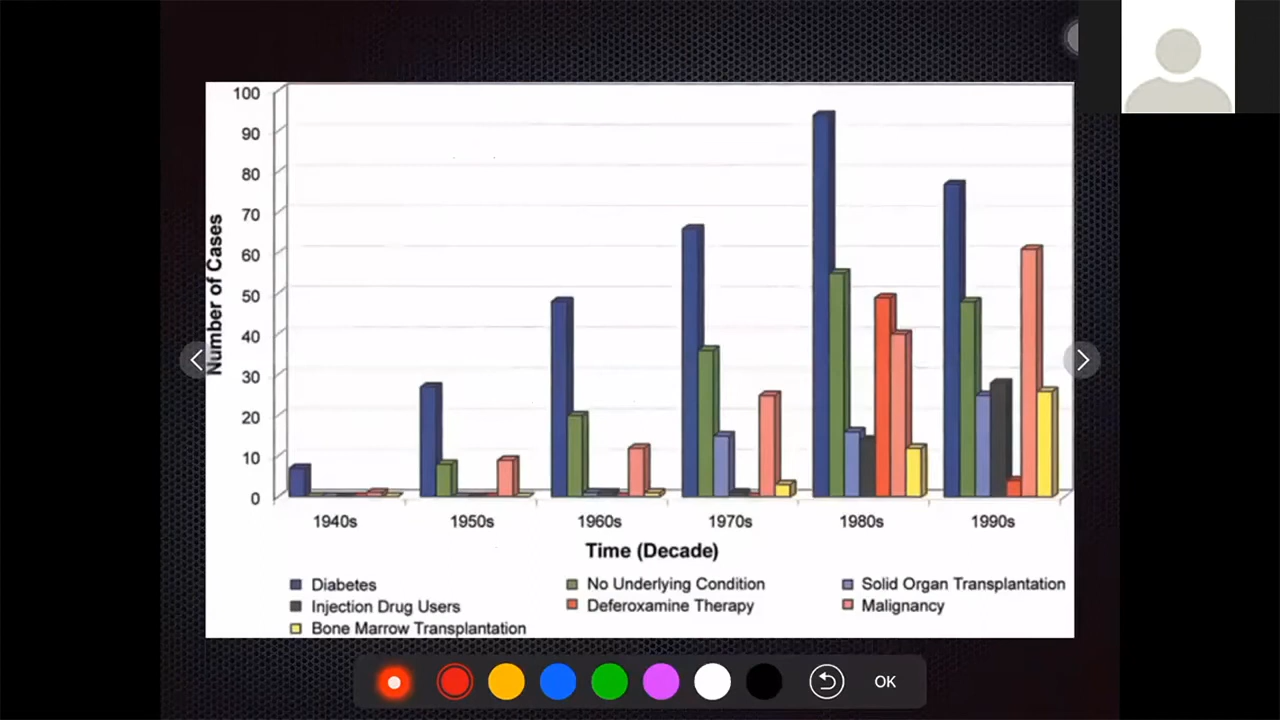 100
90
80
70
60
50
40
30
20
10
0
Number of Cases
1940s 1950s 1960s 1970s 1980s 1990s
Time (Decade)
Diabetes No Underlying Condition Solid Organ Transplantation
Injection Drug Users Deferoxamine Therapy Malignancy
Bone Marrow Transplantation
OK